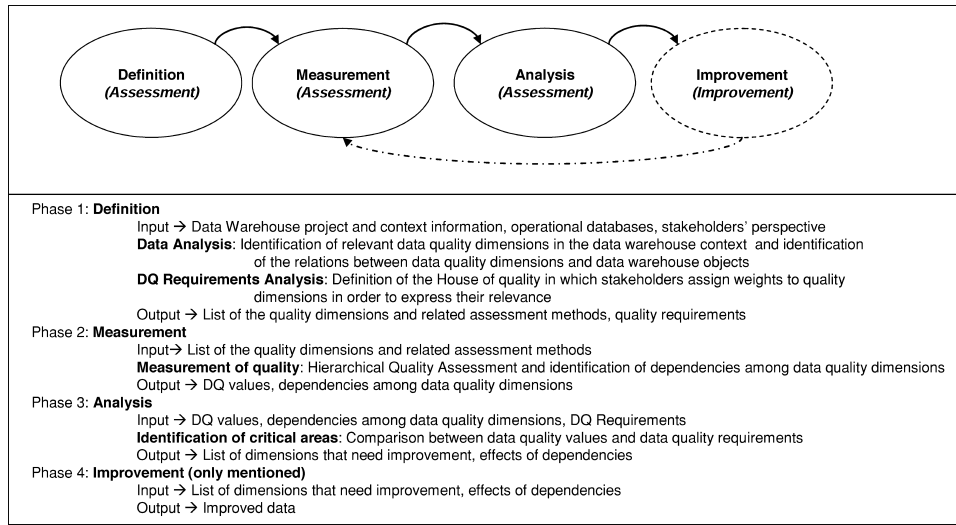 Definition
(Assessment)
Measurement
(Assessment)
Analysis
(Assessment)
Improvement
(Improvement)
Phase 1: Definition
Input → Data Warehouse project and context information, operational databases, stakeholders' perspective
Data Analysis: Identification of relevant data quality dimensions in the data warehouse context and identification
of the relations between data quality dimensions and data warehouse objects
DQ Requirements Analysis: Definition of the House of quality in which stakeholders assign weights to quality
dimensions in order to express their relevance
Output → List of the quality dimensions and related assessment methods, quality requirements
Phase 2: Measurement
Input→ List of the quality dimensions and related assessment methods
Measurement of quality: Hierarchical Quality Assessment and identification of dependencies among data quality dimensions
Output → DQ values, dependencies among data quality dimensions
Phase 3: Analysis
Input → DQ values, dependencies among data quality dimensions, DQ Requirements
Identification of critical areas: Comparison between data quality values and data quality requirements
Output → List of dimensions that need improvement, effects of dependencies
Phase 4: Improvement (only mentioned)
Input → List of dimensions that need improvement, effects of dependencies
Output → Improved data